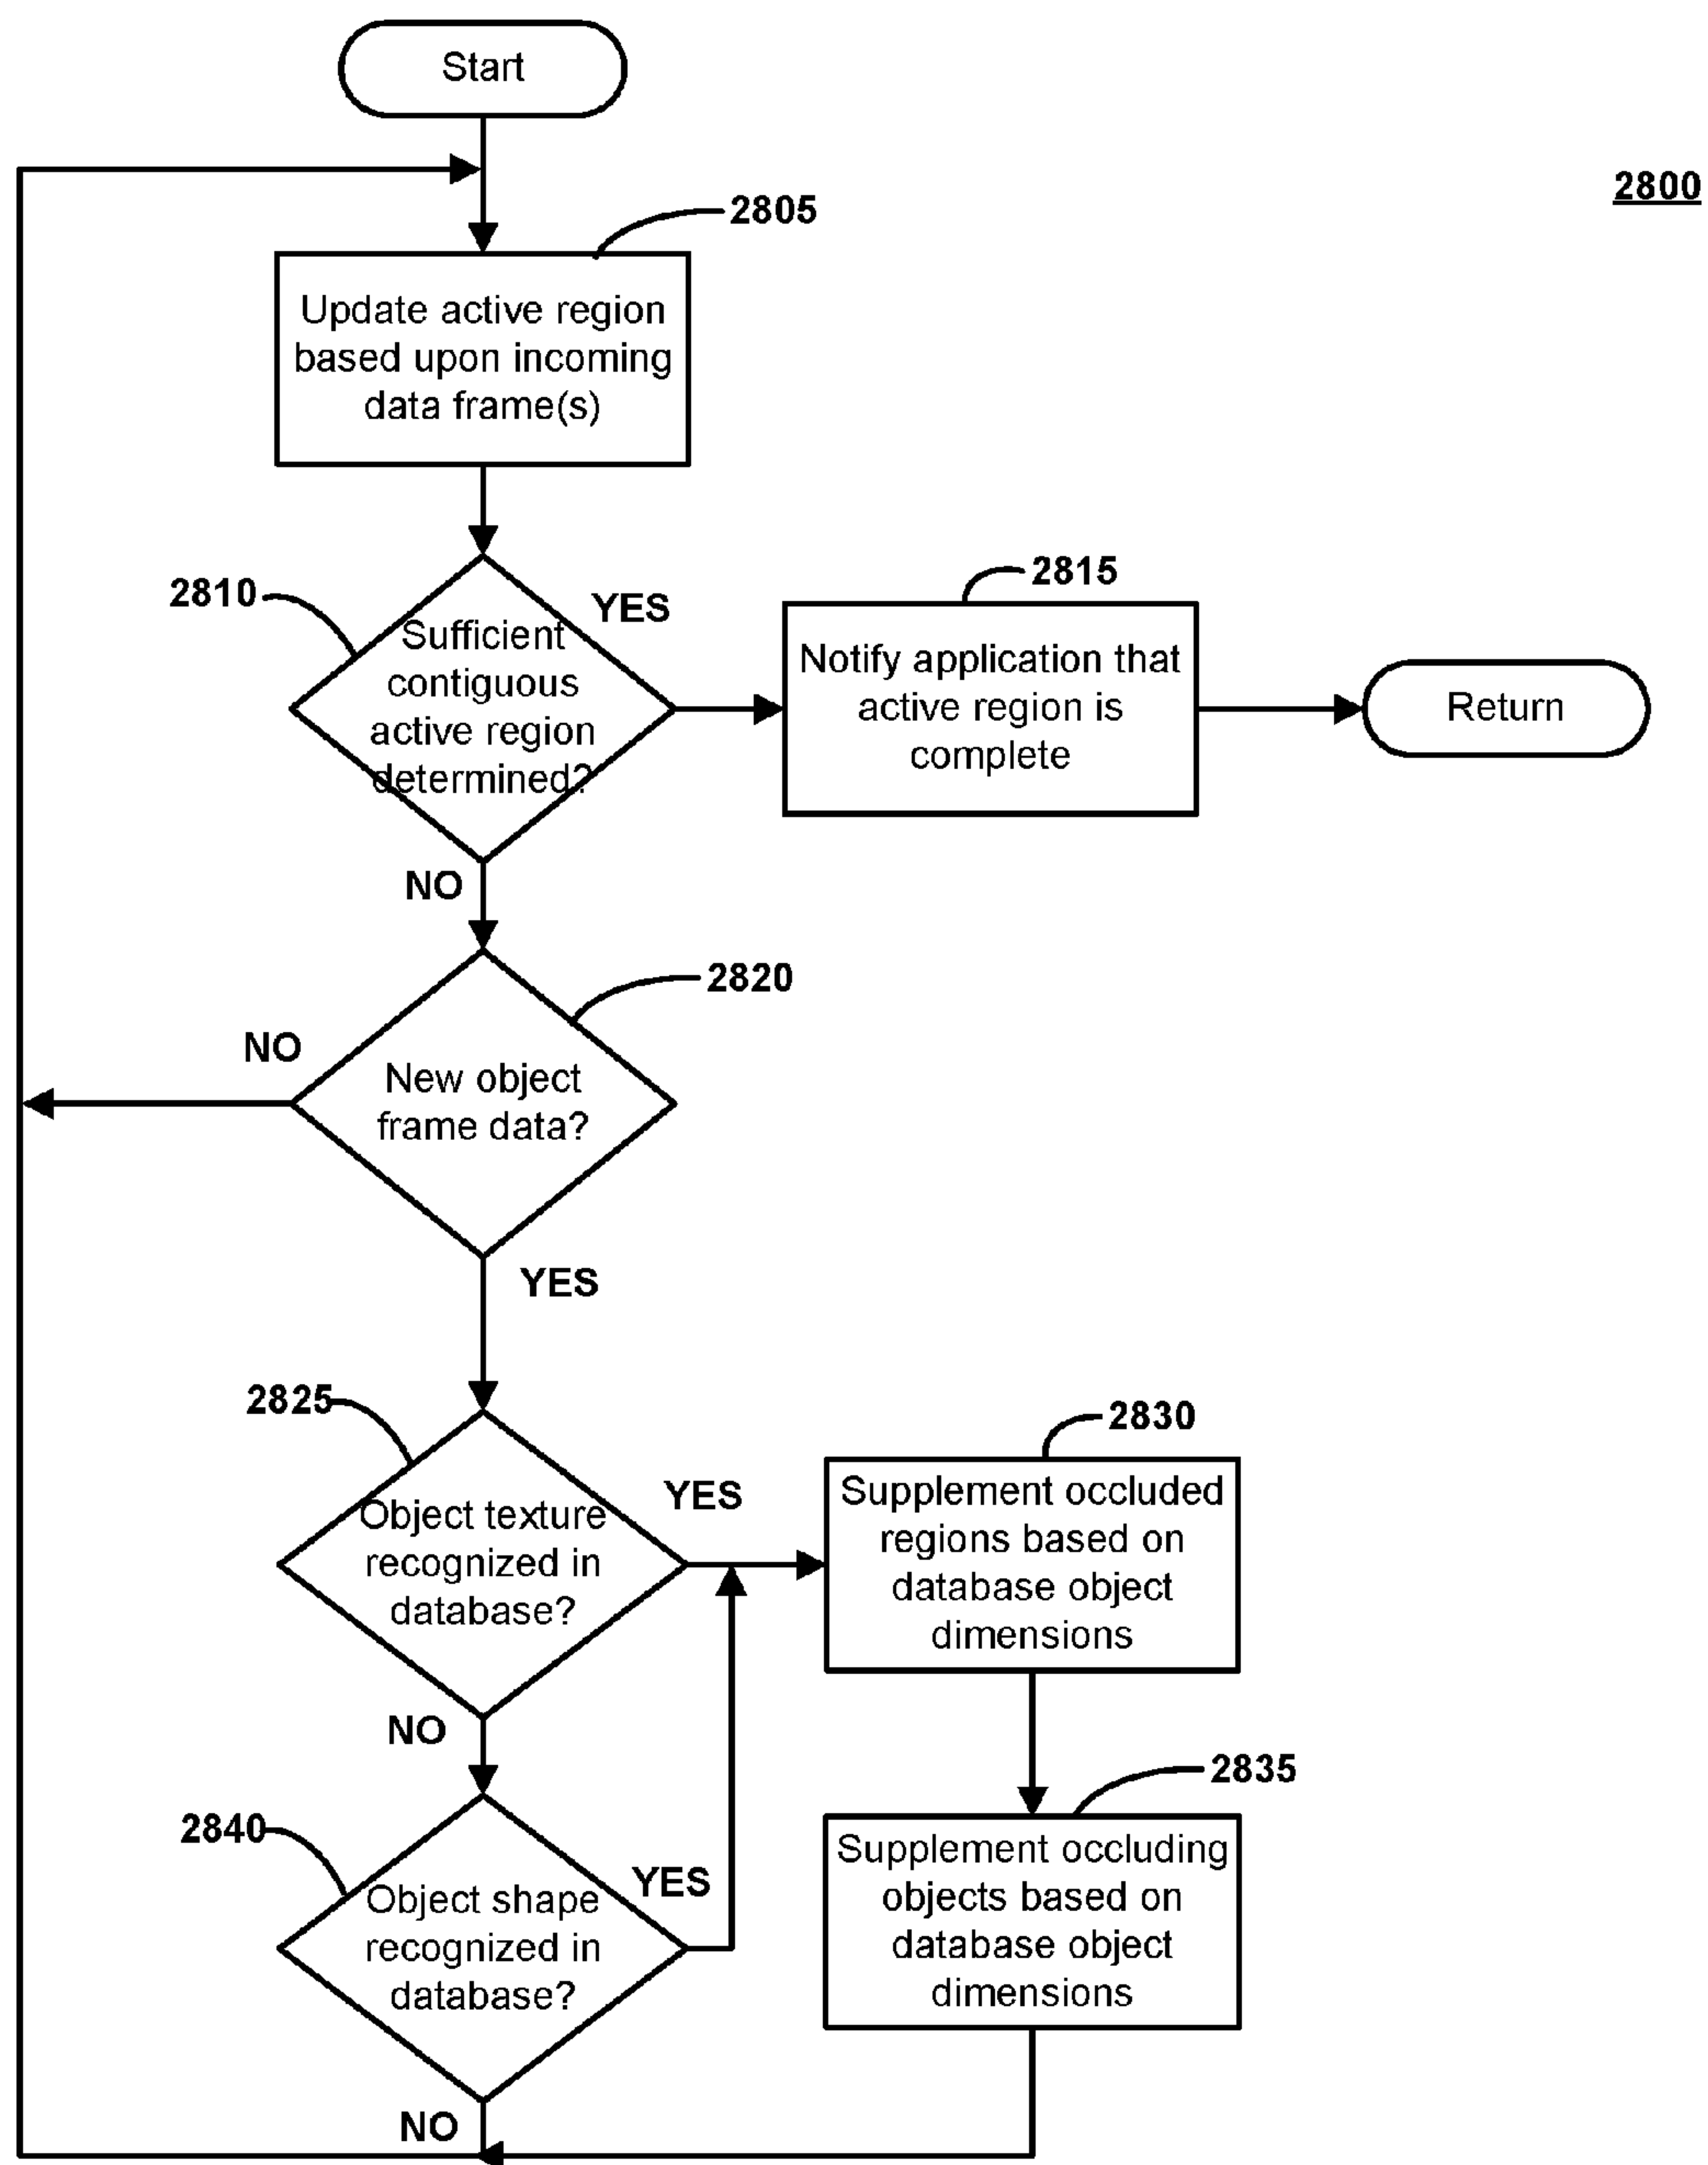 Start
2800
2805
Update active region
based upon incoming
data frame(s)
2810
YES
Sufficient
contiguous
active region
determined?
2815
Notify application that
active region is
complete
Return
NO
2820
NO
New object
frame data?
YES
2825
YES
Object texture
recognized in
database?
2830
Supplement occluded
regions based on
database object
dimensions
NO
2835
2840
YES
Object shape
recognized in
database?
Supplement occluding
objects based on
database object
dimensions
NO